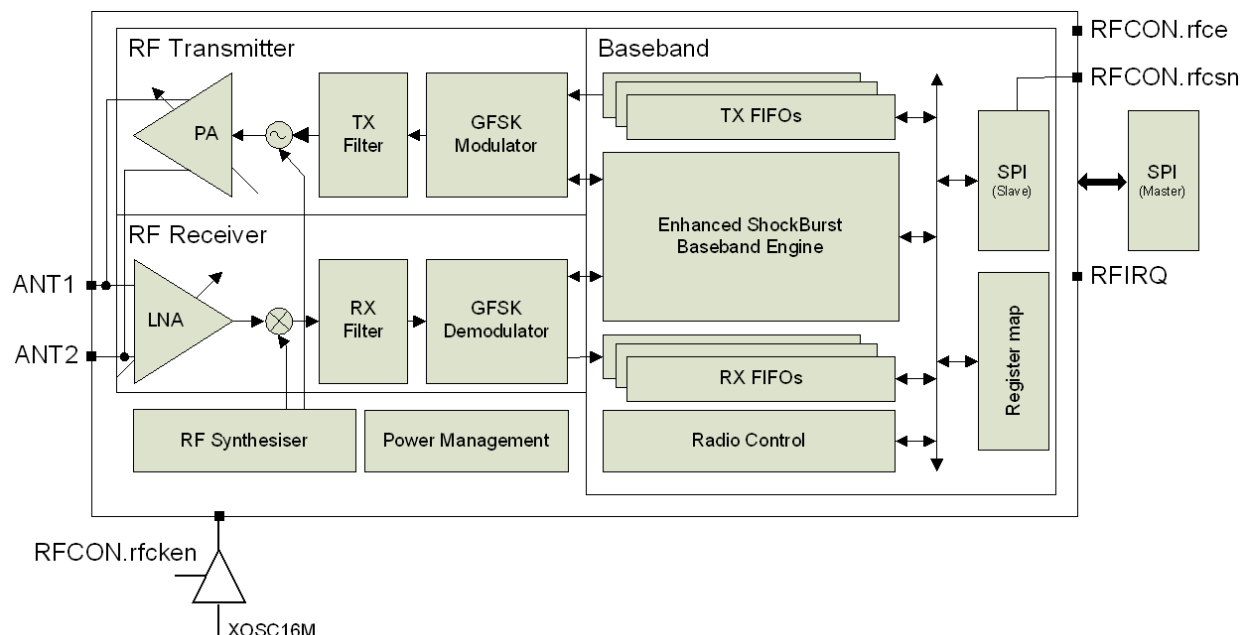 RF Transmitter
Baseband
RFCON.rfce
RFCON.rfcsn
PA
TX
Filter
GFSK
Modulator
TX FIFOs
SPI
(Slave)
SPI
(Master)
Enhanced ShockBurst
Baseband Engine
RF Receiver
ANT1
ANT2
LNA
RX
Filter
GFSK
Demodulator
RX FIFOs
RFIRQ
Register map
RF Synthesiser
Power Management
Radio Control
RFCON.rfcken
XOSC16M